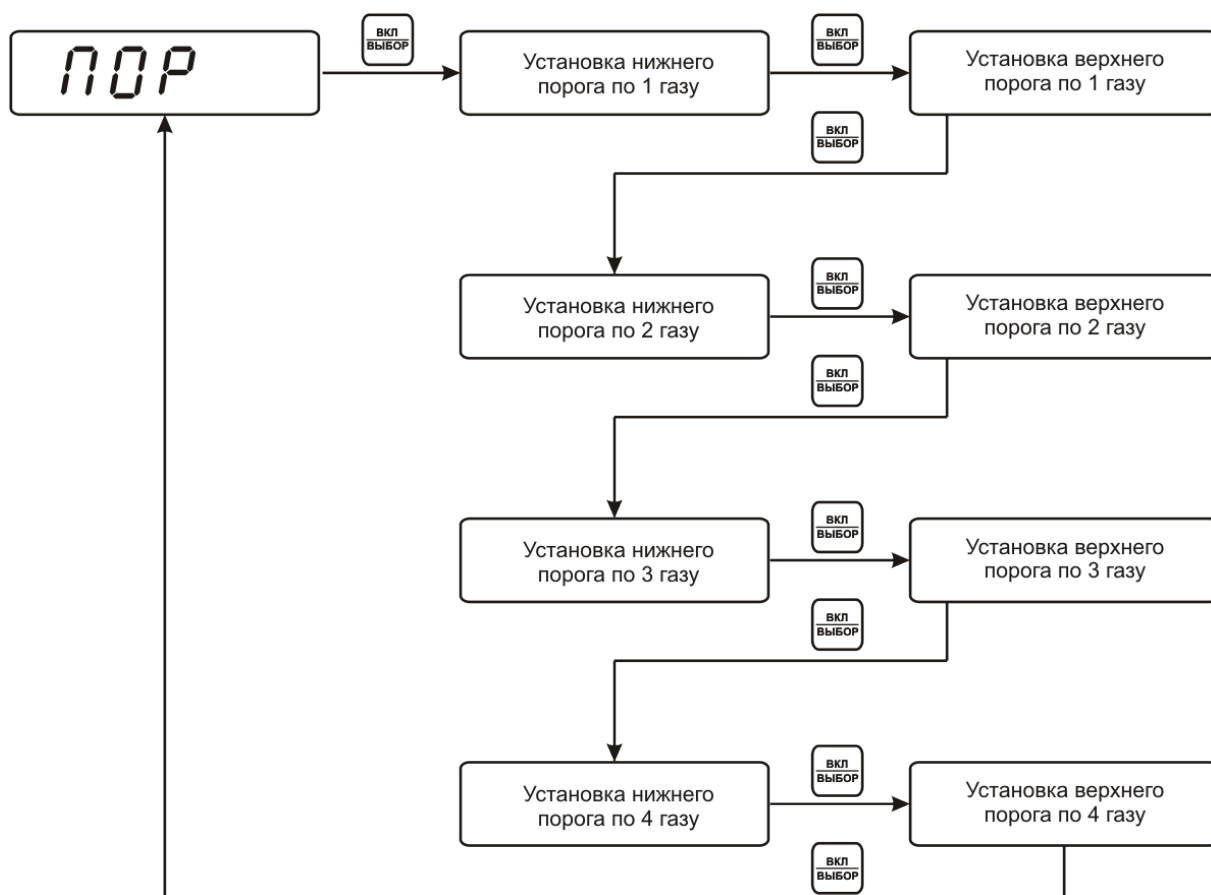 ПОР
ВКЛ
ВЫБОР
Установка нижнего
порога по 1 газу
ВКЛ
ВЫБОР
Установка верхнего
порога по 1 газу
ВКЛ
ВЫБОР
Установка нижнего
порога по 2 газу
ВКЛ
ВЫБОР
Установка верхнего
порога по 2 газу
ВКЛ
ВЫБОР
Установка нижнего
порога по 3 газу
ВКЛ
ВЫБОР
Установка верхнего
порога по 3 газу
ВКЛ
ВЫБОР
Установка нижнего
порога по 4 газу
ВКЛ
ВЫБОР
Установка верхнего
порога по 4 газу
ВКЛ
ВЫБОР